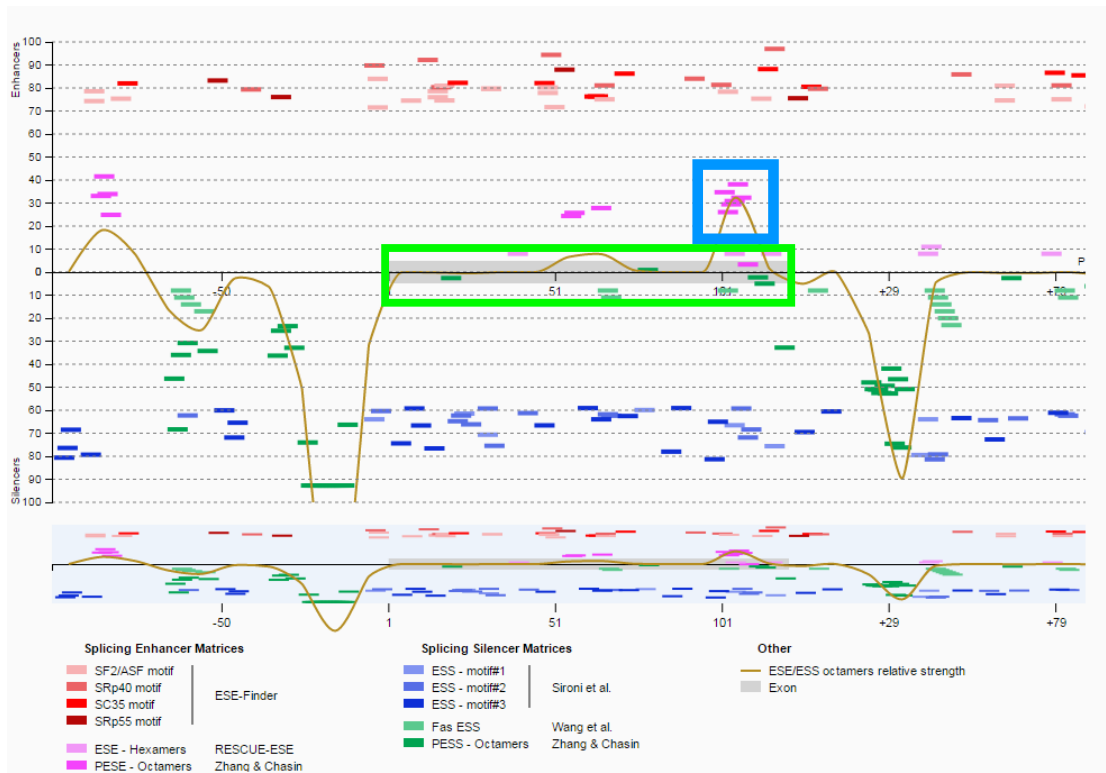 Enhancers
100
90
80
70
60
50
40
30
20
10
0
10
20
30
40
50
60
70
80
90
100
Silencers
-50
1
51
101
+29
+79
P
-50
1
51
101
+29
+79
Splicing Enhancer Matrices
SF2/ASF motif
SRp40 motif
SC35 motif
SRp55 motif
ESE-Finder
ESE - Hexamers RESCUE-ESE
PESE - Octamers Zhang & Chasin
Splicing Silencer Matrices
ESS - motif#1
ESS - motif#2
ESS - motif#3
Sironi et al.
Fas ESS Wang et al.
PESS - Octamers Zhang & Chasin
Other
ESE/ESS octamers relative strength
Exon